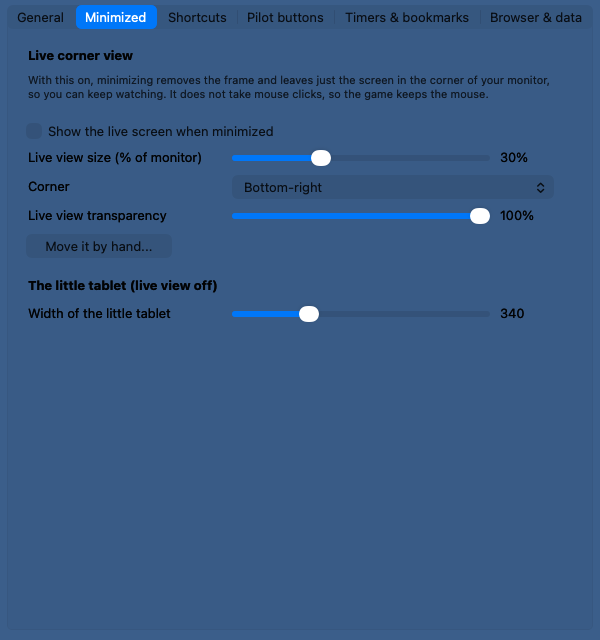 General Minimized Shortcuts Pilot buttons Timers & bookmarks Browser & data
Live corner view
With this on, minimizing removes the frame and leaves just the screen in the corner of your monitor,
so you can keep watching. It does not take mouse clicks, so the game keeps the mouse.
Show the live screen when minimized
Live view size (% of monitor) 30%
Corner Bottom-right
Live view transparency 100%
Move it by hand...
The little tablet (live view off)
Width of the little tablet 340